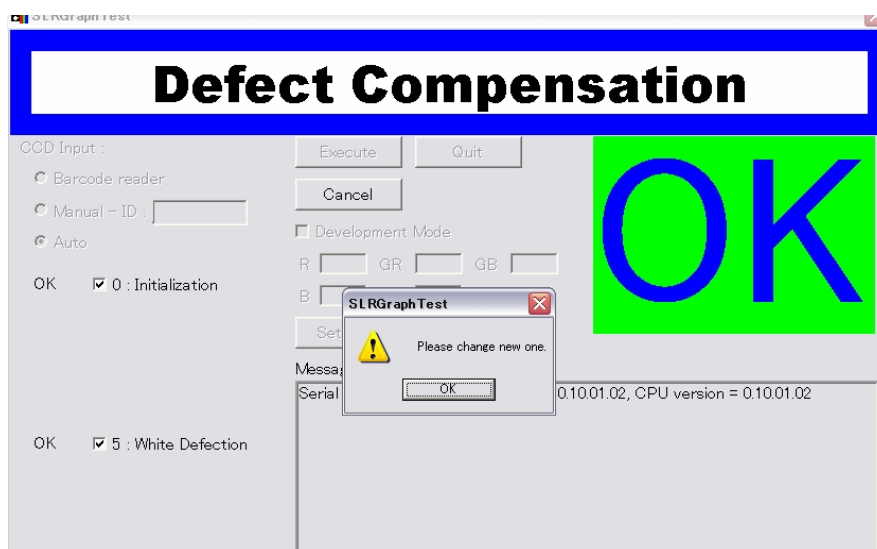 SLRGraphTest
Defect Compensation
CCD Input :
Barcode reader
Manual - ID :
Auto
OK 0 : Initialization
OK 5 : White Defection
Execute Quit
Cancel
Development Mode
R GR GB
B
Set
OK
SLRGraphTest
Please change new one.
OK
Serial 0.10.01.02, CPU version = 0.10.01.02